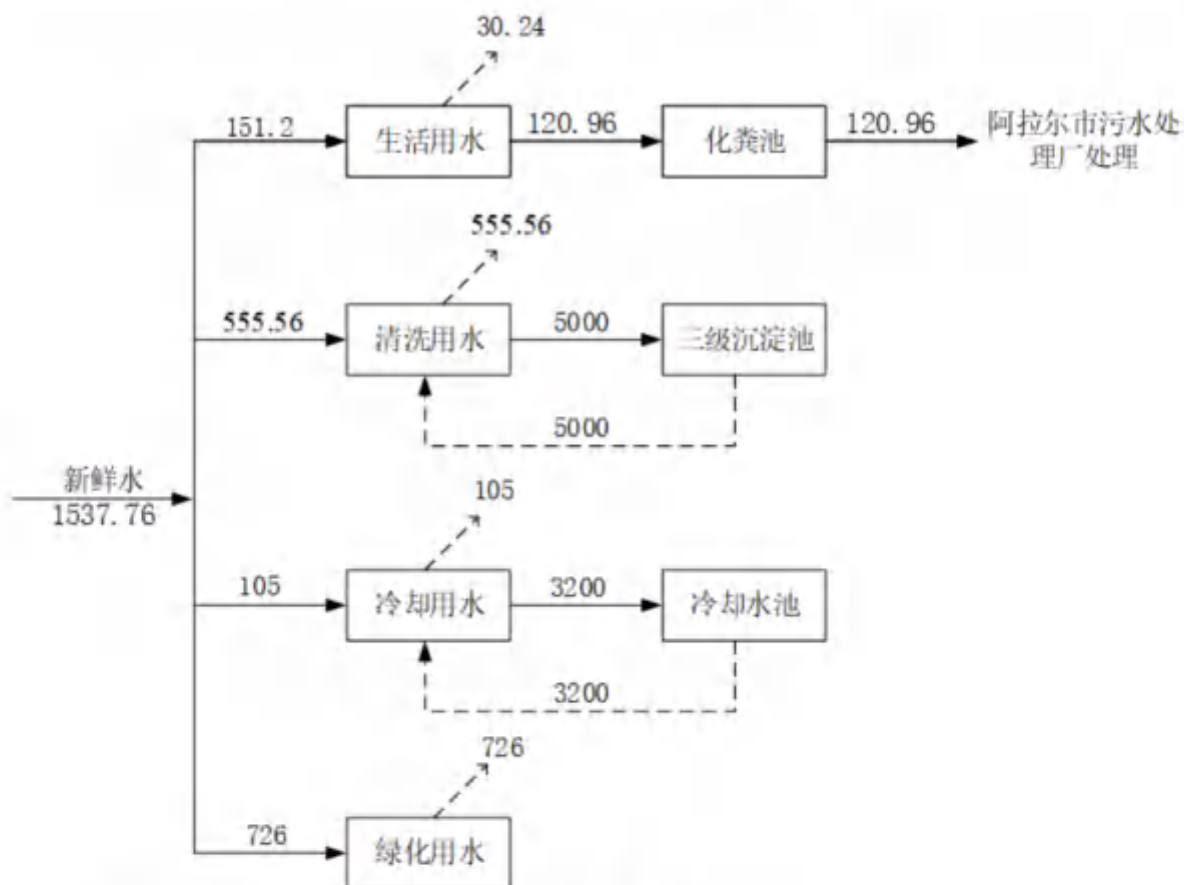 30.24
151.2
生活用水
120.96
化粪池
120.96
阿拉尔市污水处
理厂处理
555.56
555.56
清洗用水
5000
三级沉淀池
5000
新鲜水
1537.76
105
105
冷却用水
3200
冷却水池
3200
726
726
绿化用水